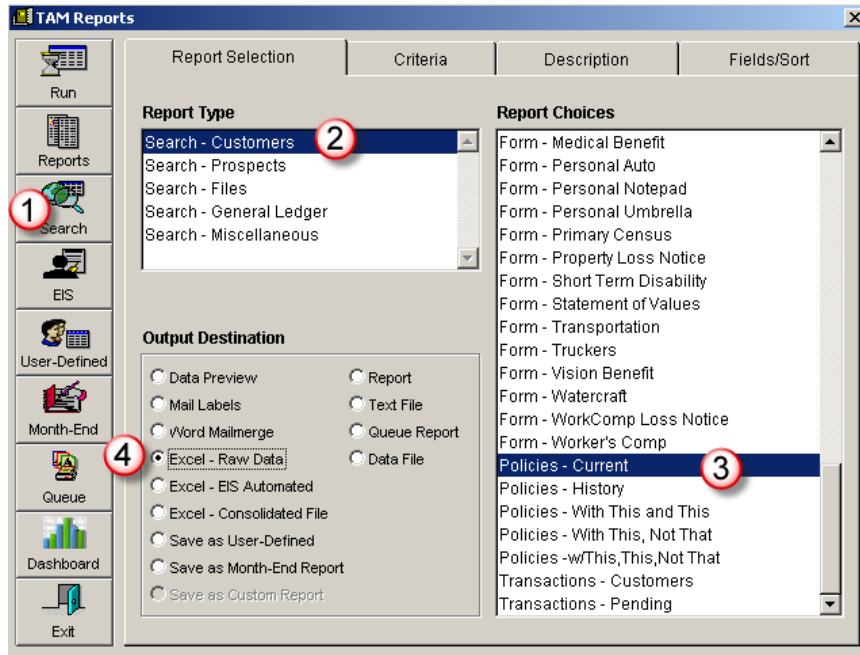 TAM Reports
Run
Reports
1
Search
EIS
User-Defined
Month-End
Queue
Dashboard
Exit
Report Selection
Criteria
Description
Fields/Sort
Report Type
Search - Customers
2
Search - Prospects
Search - Files
Search - General Ledger
Search - Miscellaneous
Output Destination
Data Preview
Mail Labels
Word Mailmerge
4
Excel - Raw Data
Excel - EIS Automated
Excel - Consolidated File
Save as User-Defined
Save as Month-End Report
Save as Custom Report
Report
Text File
Queue Report
Data File
Report Choices
Form - Medical Benefit
Form - Personal Auto
Form - Personal Notepad
Form - Personal Umbrella
Form - Primary Census
Form - Property Loss Notice
Form - Short Term Disability
Form - Statement of Values
Form - Transportation
Form - Truckers
Form - Vision Benefit
Form - Watercraft
Form - WorkComp Loss Notice
Form - Worker's Comp
Policies - Current
3
Policies - History
Policies - With This and This
Policies - With This, Not That
Policies -w/This,This,Not That
Transactions - Customers
Transactions - Pending